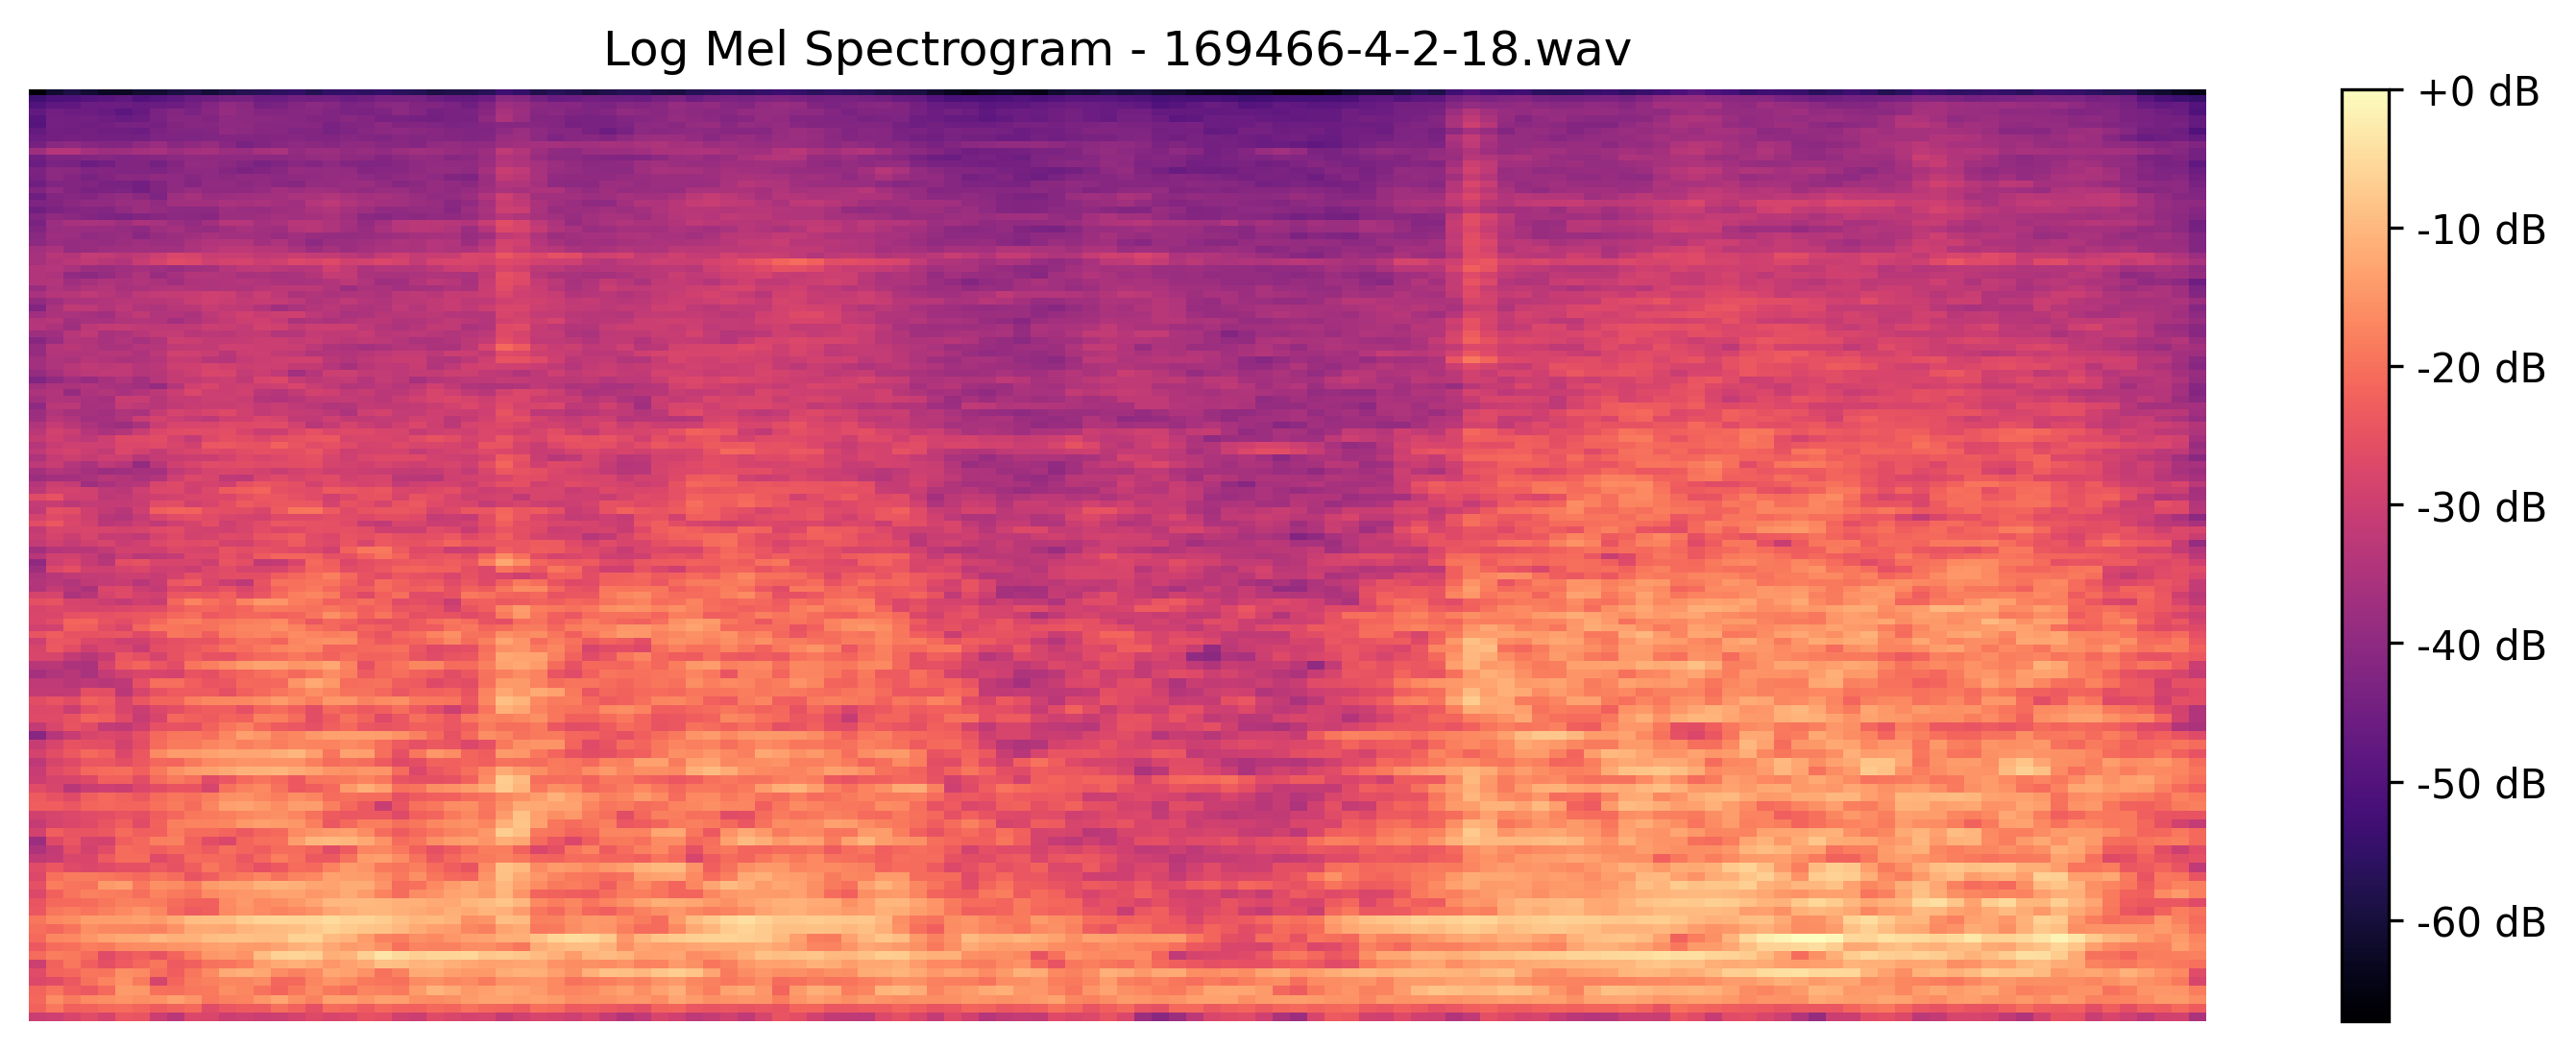 Log Mel Spectrogram - 169466-4-2-18.wav
+0 dB
-10 dB
-20 dB
-30 dB
-40 dB
-50 dB
-60 dB